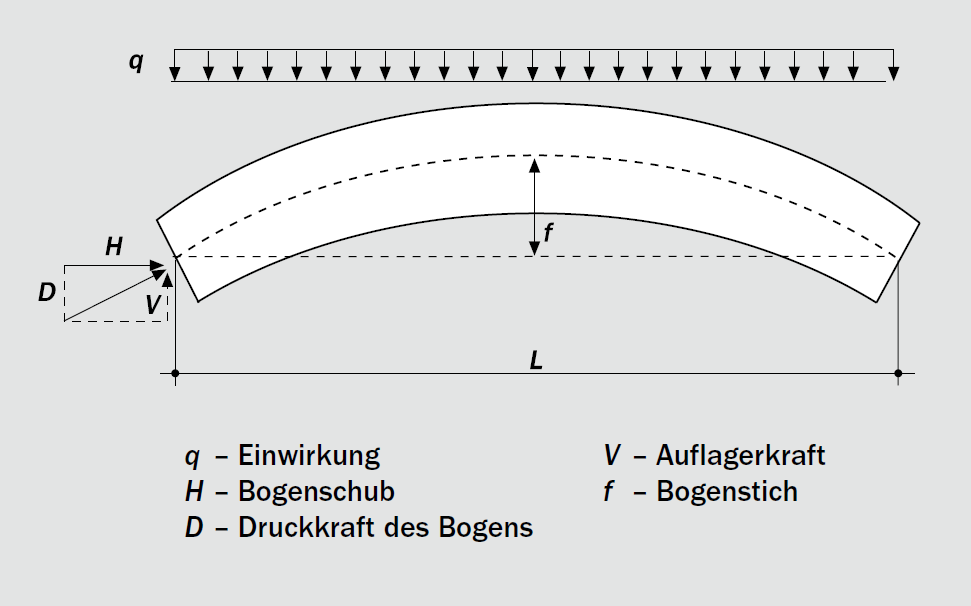 q
f
H
D
V
L
q – Einwirkung
H – Bogenschub
D – Druckkraft des Bogens
V – Auflagerkraft
f – Bogenstich